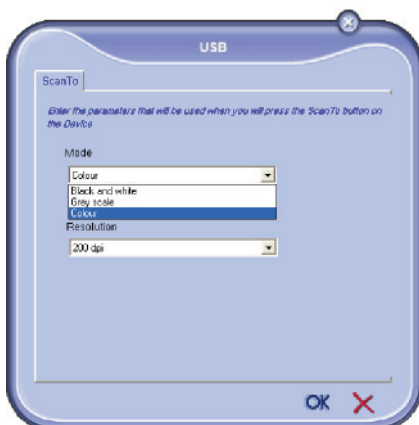 USB
ScanTo
Enter the parameters that will be used when you will press the ScanTo button on
the Device
Mode
Colour
Black and white
Grey scale
Colour
Resolution
200 dpi
OK